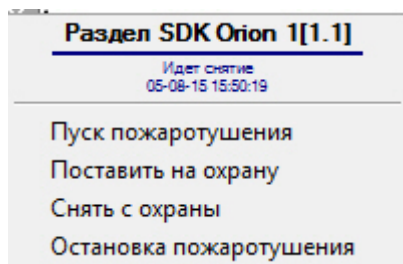 Раздел SDK Orion 1[1.1]
Идет снятие
05-08-15 15:50:19
Пуск пожаротушения
Поставить на охрану
Снять с охраны
Остановка пожаротушения